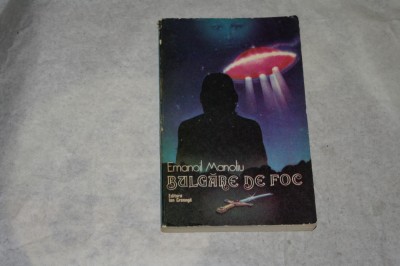 Emanoil Manoliu
BULGĂRE DE FOC
Editura
Ion Creangă